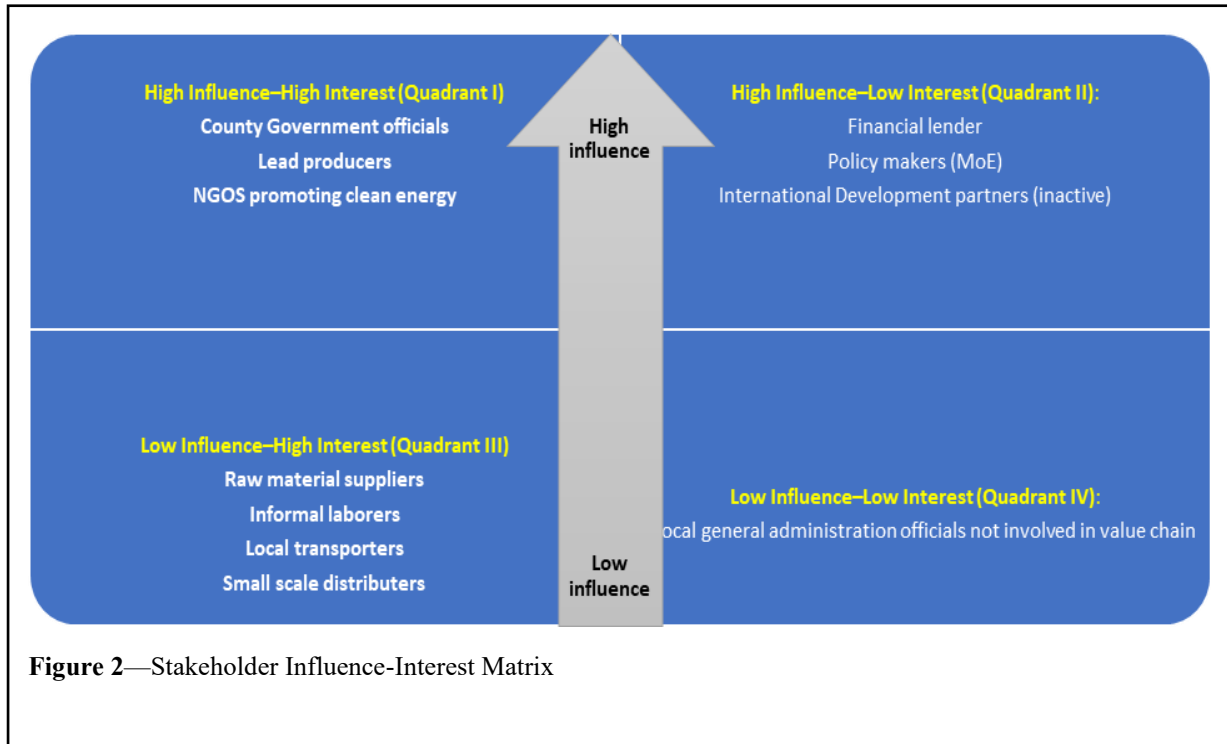 High Influence–High Interest (Quadrant I)
County Government officials
Lead producers
NGOS promoting clean energy
High
influence
High Influence–Low Interest (Quadrant II):
Financial lender
Policy makers (MoE)
International Development partners (inactive)
Low Influence–High Interest (Quadrant III)
Raw material suppliers
Informal laborers
Local transporters
Small scale distributers
Low
influence
Low Influence–Low Interest (Quadrant IV):
ocal general administration officials not involved in value chain
Figure 2—Stakeholder Influence-Interest Matrix